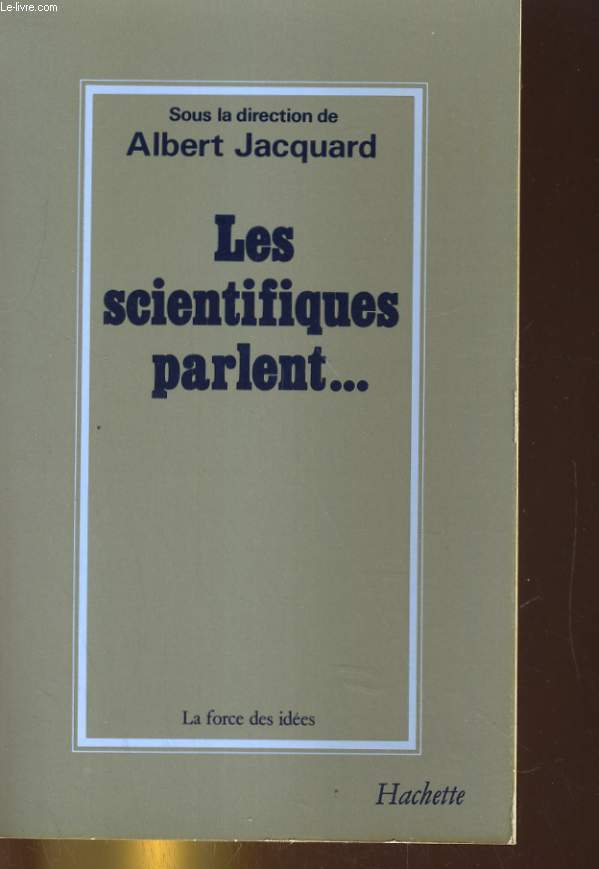 Le-livre.com
Sous la direction de
Albert Jacquard
Les
scientifiques
parlent...
La force des idées
Hachette